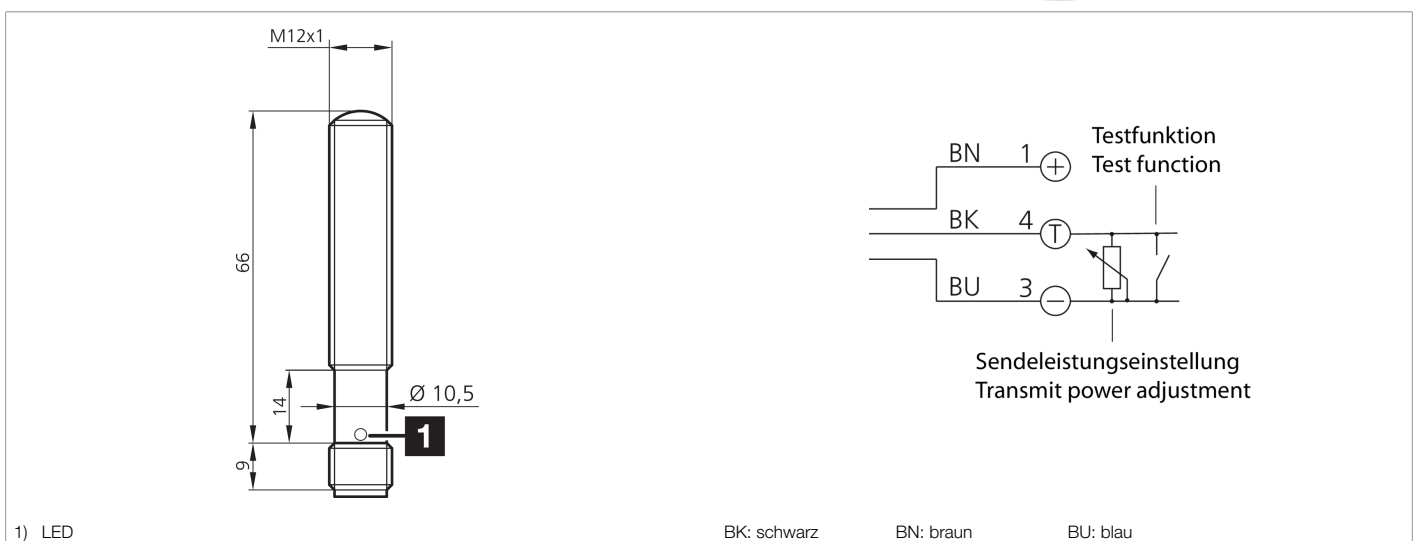 M12x1
66
14
Ø 10,5
1
9
Testfunktion
Test function
BN 1 +
BK 4 T
BU 3 −
Sendeleistungseinstellung
Transmit power adjustment
1) LED
BK: schwarz BN: braun BU: blau